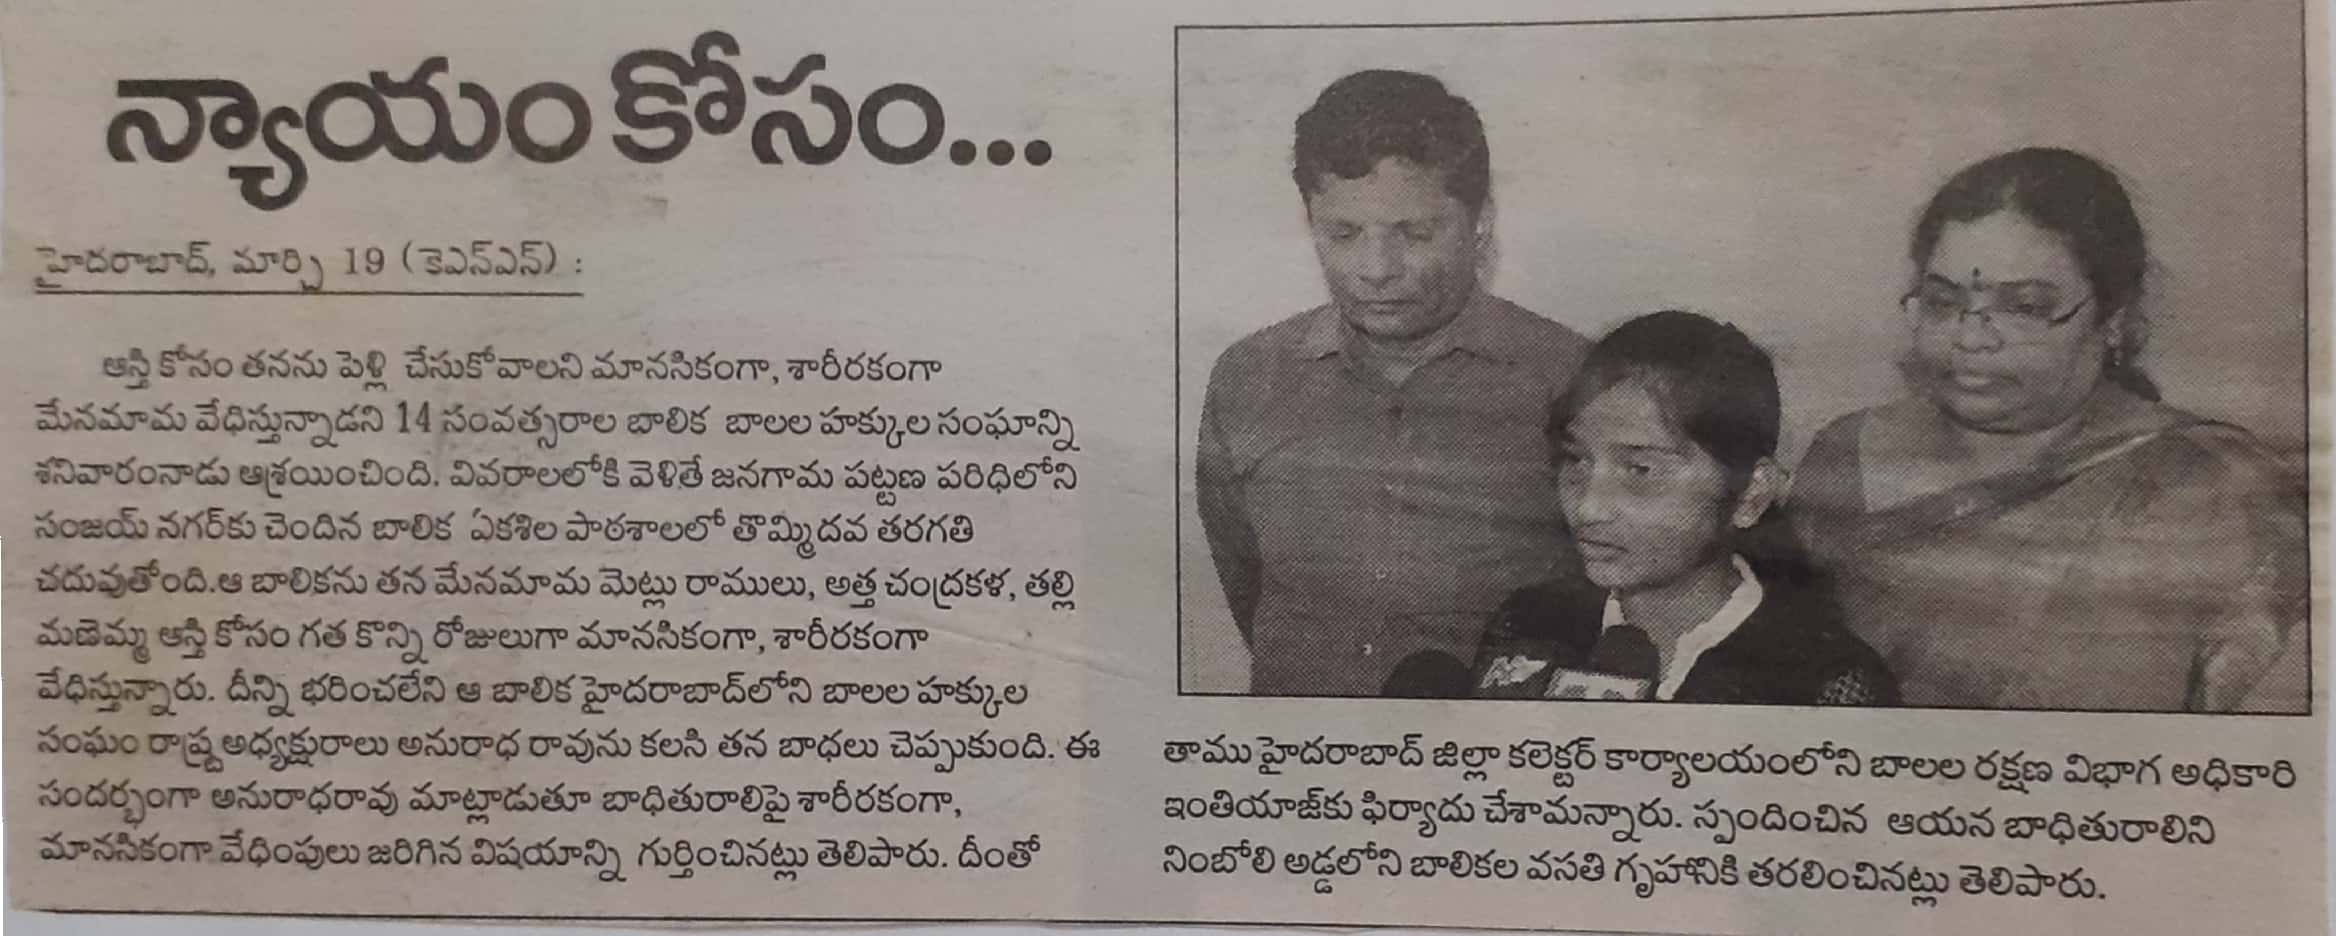 న్యాయం కోసం...
హైదరాబాద్, మార్చి 19 (కెఎన్ఎన్) :
ఆస్తి కోసం తనను పెళ్లి చేసుకోవాలని మానసికంగా, శారీరకంగా
మేనమామ వేధిస్తున్నాడని 14 సంవత్సరాల బాలిక బాలల హక్కుల సంఘాన్ని
శనివారంనాడు ఆశ్రయించింది. వివరాలలోకి వెళితే జనగామ పట్టణ పరిధిలోని
సంజయ్ నగర్‌కు చెందిన బాలిక ఏకశిల పాఠశాలలో తొమ్మిదవ తరగతి
చదువుతోంది.ఆ బాలికను తన మేనమామ మెట్లు రాములు, అత్త చంద్రకళ, తల్లి
మణెమ్మ ఆస్తి కోసం గత కొన్ని రోజులుగా మానసికంగా, శారీరకంగా
వేధిస్తున్నారు. దీన్ని భరించలేని ఆ బాలిక హైదరాబాద్‌లోని బాలల హక్కుల
సంఘం రాష్ట్ర అధ్యక్షురాలు అనురాధ రావును కలసి తన బాధలు చెప్పుకుంది. ఈ
సందర్భంగా అనురాధరావు మాట్లాడుతూ బాధితురాలిపై శారీరకంగా,
మానసికంగా వేధింపులు జరిగిన విషయాన్ని గుర్తించినట్లు తెలిపారు. దీంతో
తాము హైదరాబాద్ జిల్లా కలెక్టర్ కార్యాలయంలోని బాలల రక్షణ విభాగ అధికారి
ఇంతియాజ్‌కు ఫిర్యాదు చేశామన్నారు. స్పందించిన ఆయన బాధితురాలిని
నింబోలి అడ్డలోని బాలికల వసతి గృహానికి తరలించినట్లు తెలిపారు.